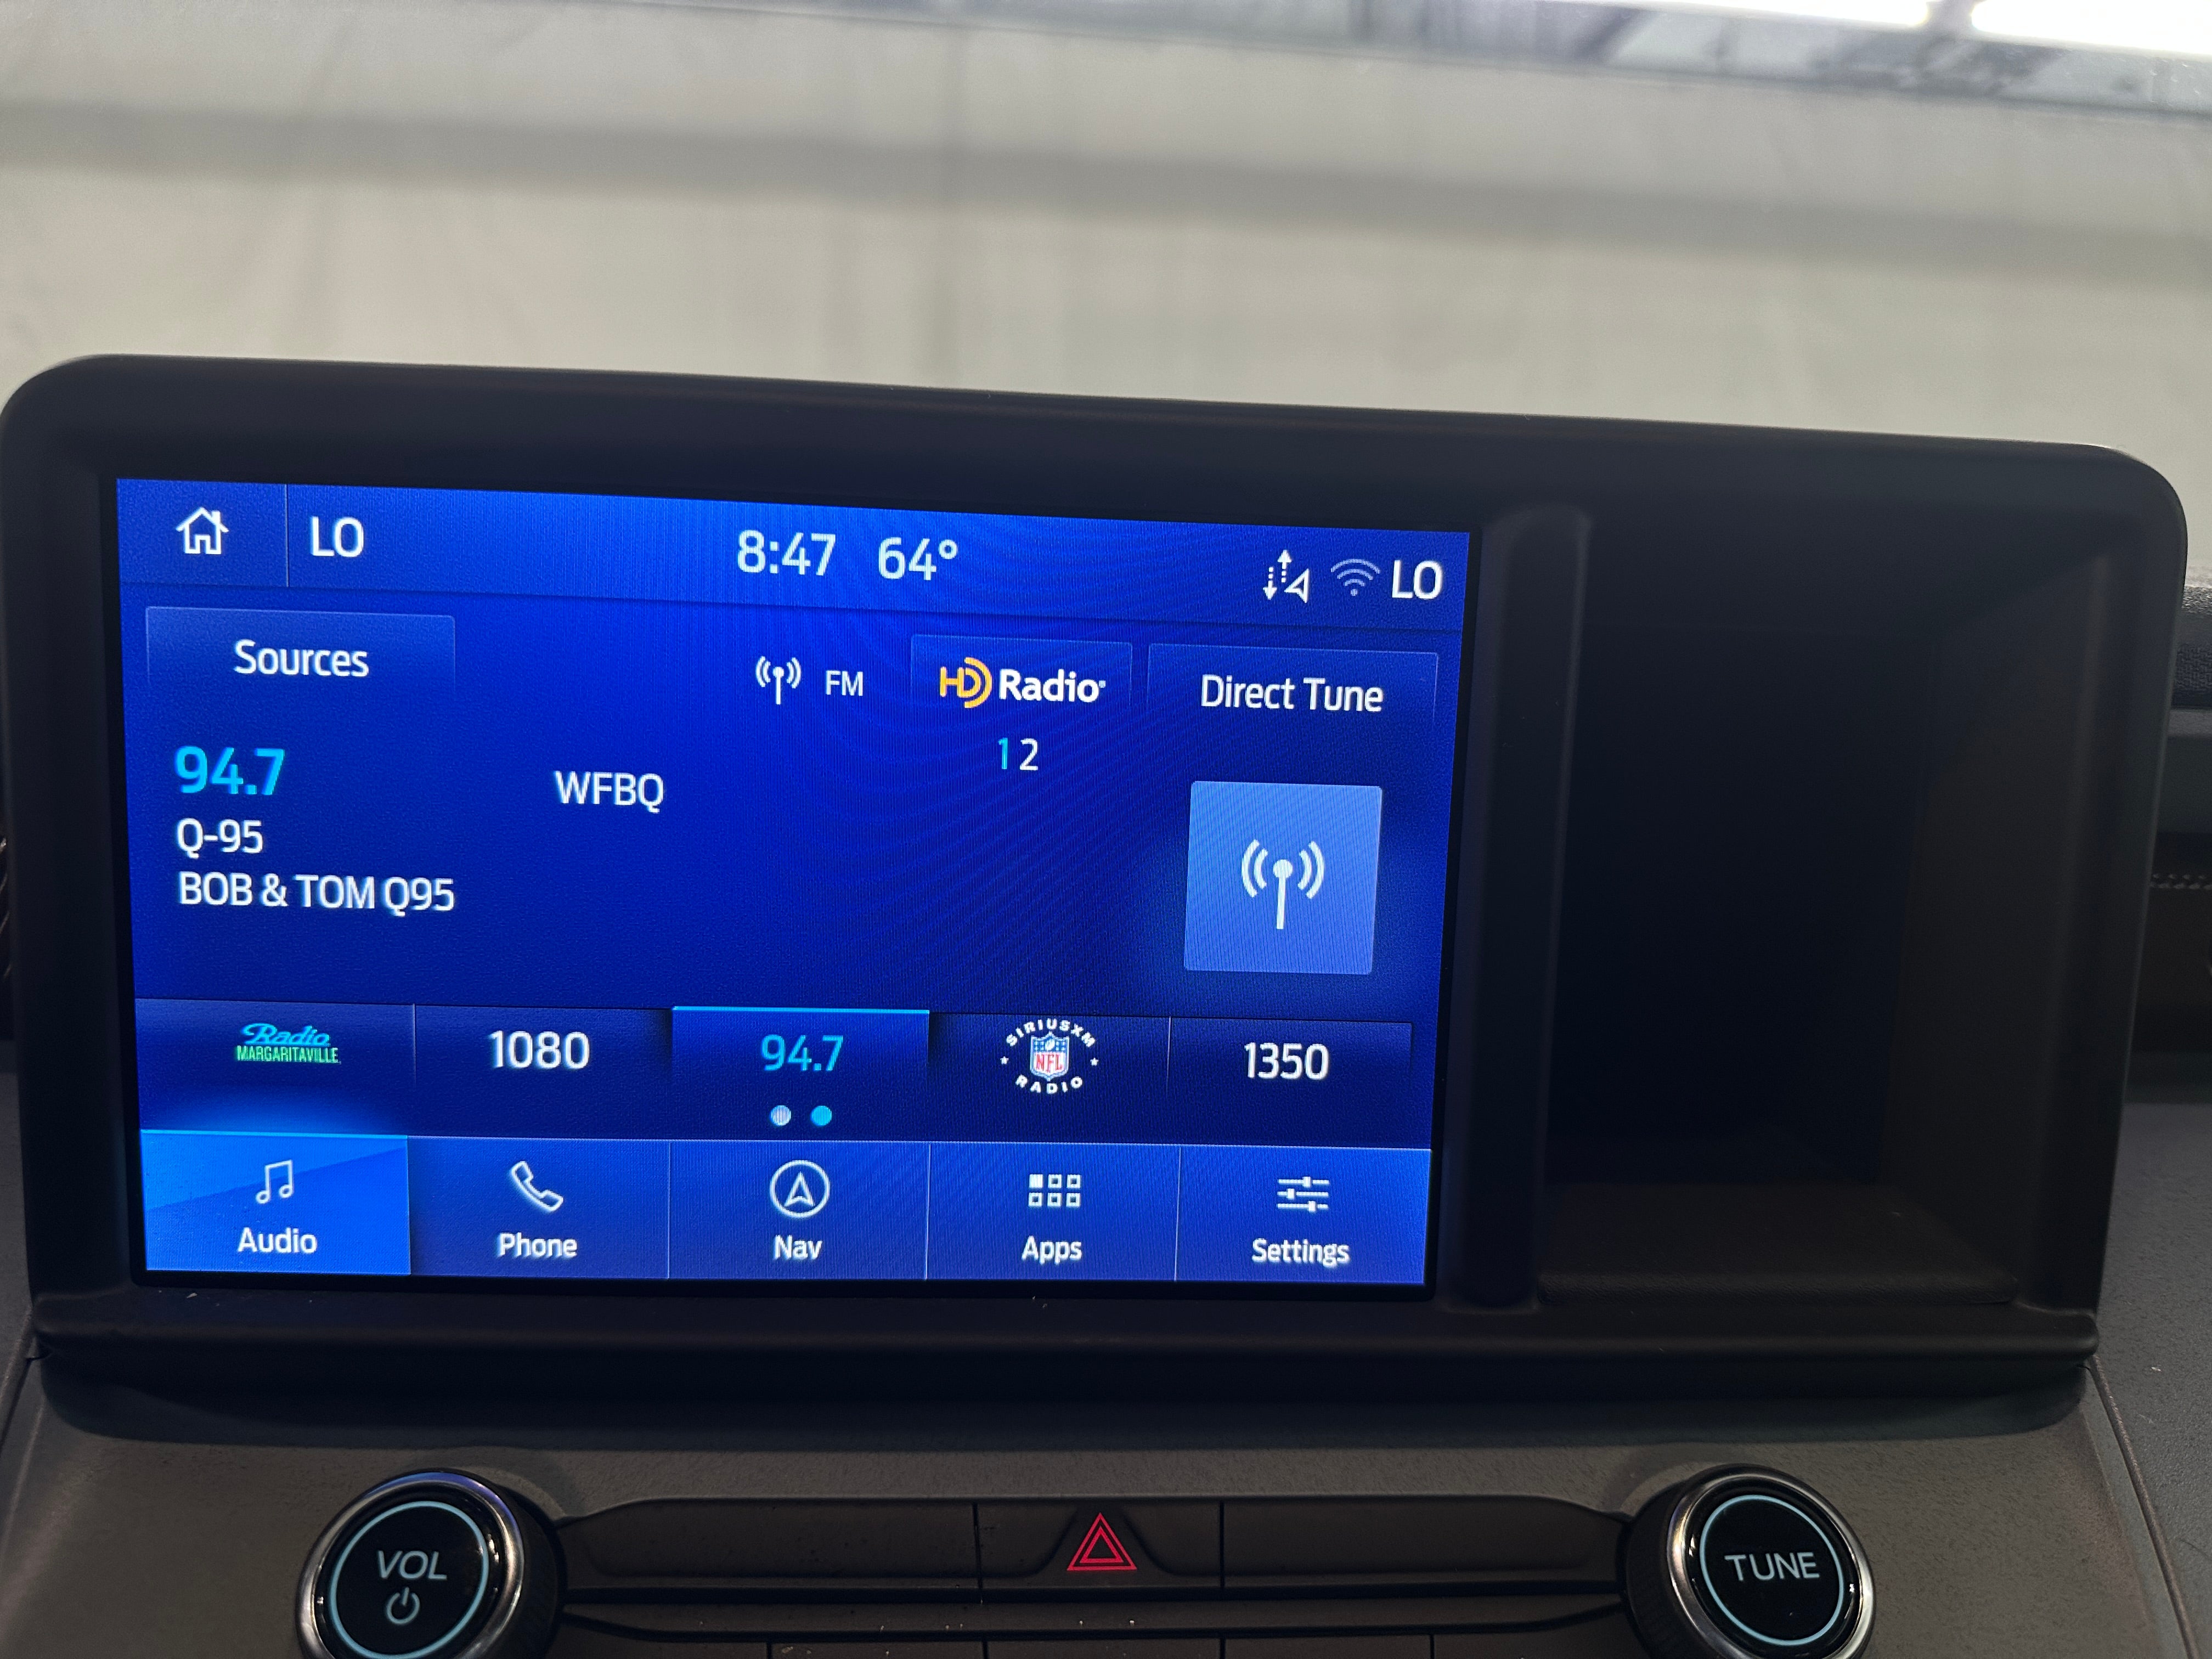 LO
8:47 64°
LO
Sources
FM
HD Radio
Direct Tune
1 2
94.7
WFBQ
Q-95
BOB & TOM Q95
Radio
MARGARITAVILLE.
1080
94.7
SIRIUSXM
NFL
RADIO
1350
Audio
Phone
Nav
Apps
Settings
VOL
TUNE